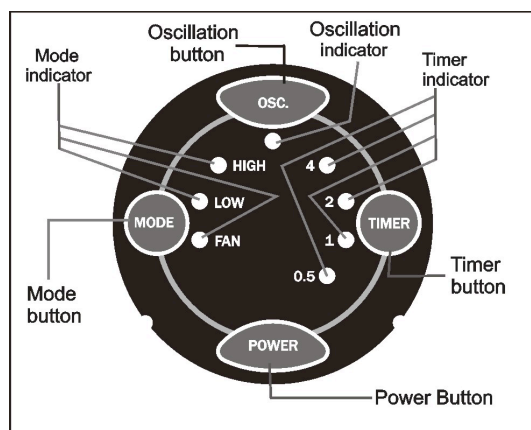 Oscillation
button
Oscillation
indicator
Mode
indicator
Timer
indicator
OSC.
HIGH
4
LOW
2
MODE
TIMER
FAN
1
0.5
Mode
button
Timer
button
POWER
Power Button